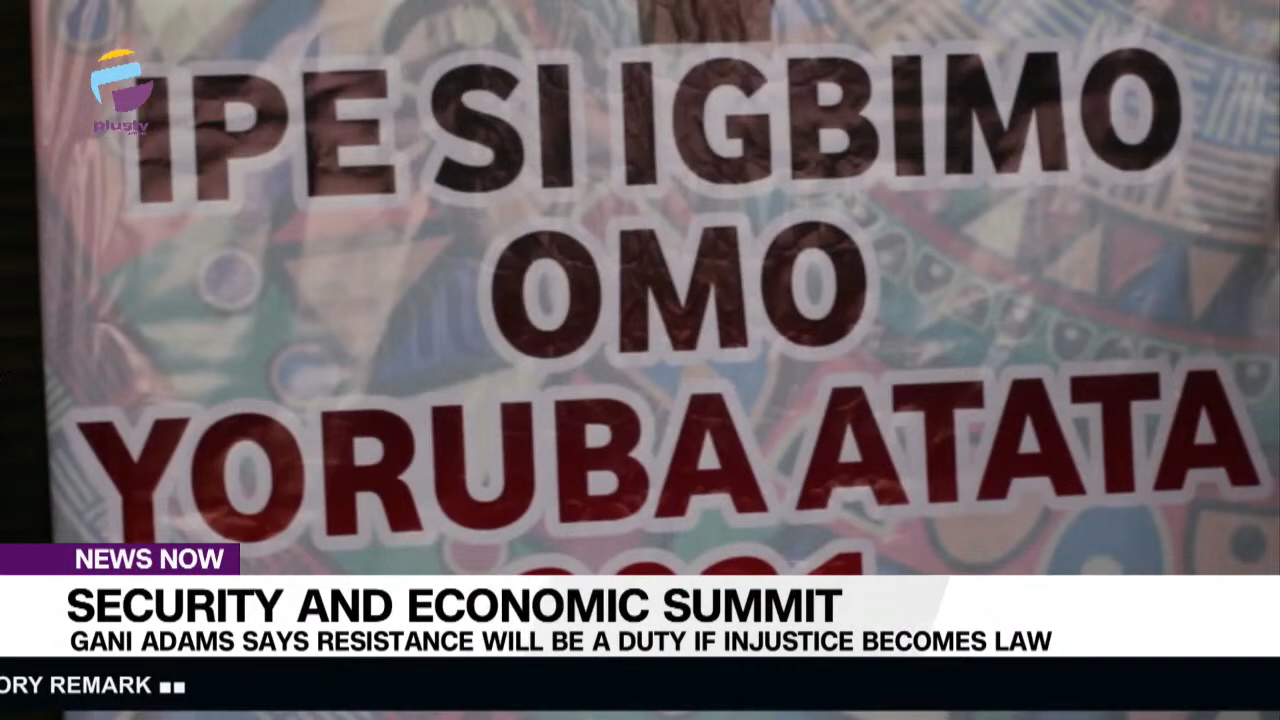 plustv
IPE SI IGBIMO
OMO
YORUBA ATATA
NEWS NOW
SECURITY AND ECONOMIC SUMMIT
GANI ADAMS SAYS RESISTANCE WILL BE A DUTY IF INJUSTICE BECOMES LAW
ORY REMARK